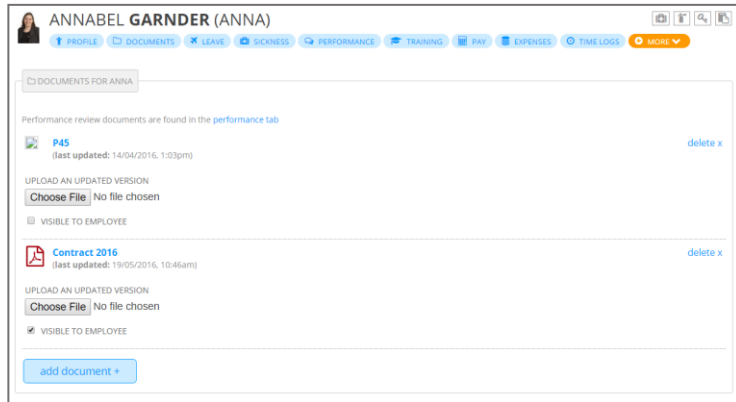 ANNABEL GARNDER (ANNA)
PROFILE DOCUMENTS LEAVE SICKNESS PERFORMANCE TRAINING PAY EXPENSES TIME LOGS MORE
DOCUMENTS FOR ANNA
Performance review documents are found in the performance tab
P45 delete x
(last updated: 14/04/2016, 1:03pm)
UPLOAD AN UPDATED VERSION
Choose File No file chosen
VISIBLE TO EMPLOYEE
Contract 2016 delete x
(last updated: 19/05/2016, 10:46am)
UPLOAD AN UPDATED VERSION
Choose File No file chosen
VISIBLE TO EMPLOYEE
add document +